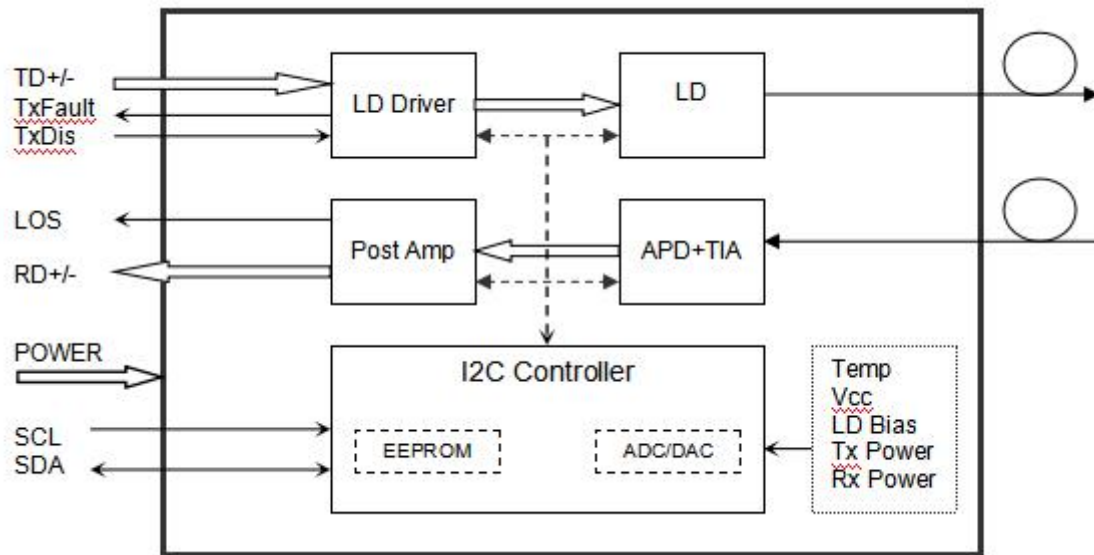 TD+/-
TxFault
TxDis
LD Driver
LD
LOS
RD+/-
Post Amp
APD+TIA
POWER
SCL
SDA
I2C Controller
EEPROM
ADC/DAC
Temp
Vcc
LD Bias
Tx Power
Rx Power